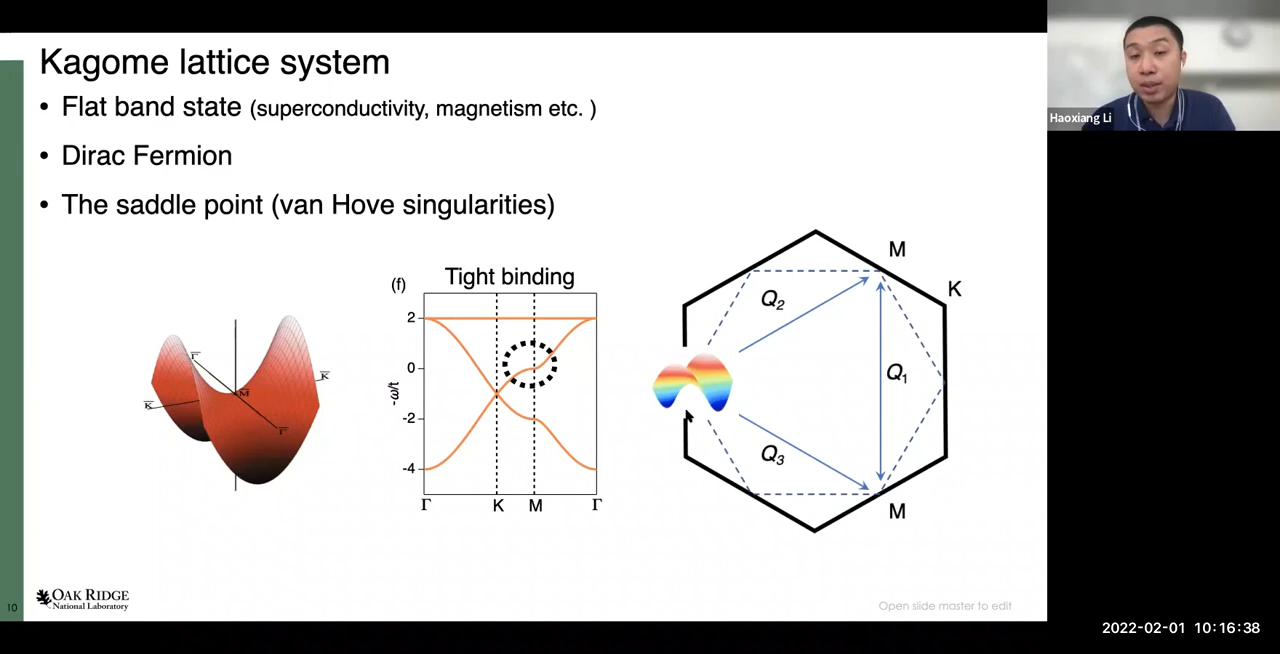 Kagome lattice system
• Flat band state (superconductivity, magnetism etc. )
• Dirac Fermion
• The saddle point (van Hove singularities)
Haoxiang Li
Γ
K
M
K
Γ
(f)
Tight binding
2
0
-2
-4
-ω/t
Γ
K
M
Γ
M
K
Q2
Q1
Q3
M
10
OAK RIDGE
National Laboratory
Open slide master to edit
2022-02-01 10:16:38